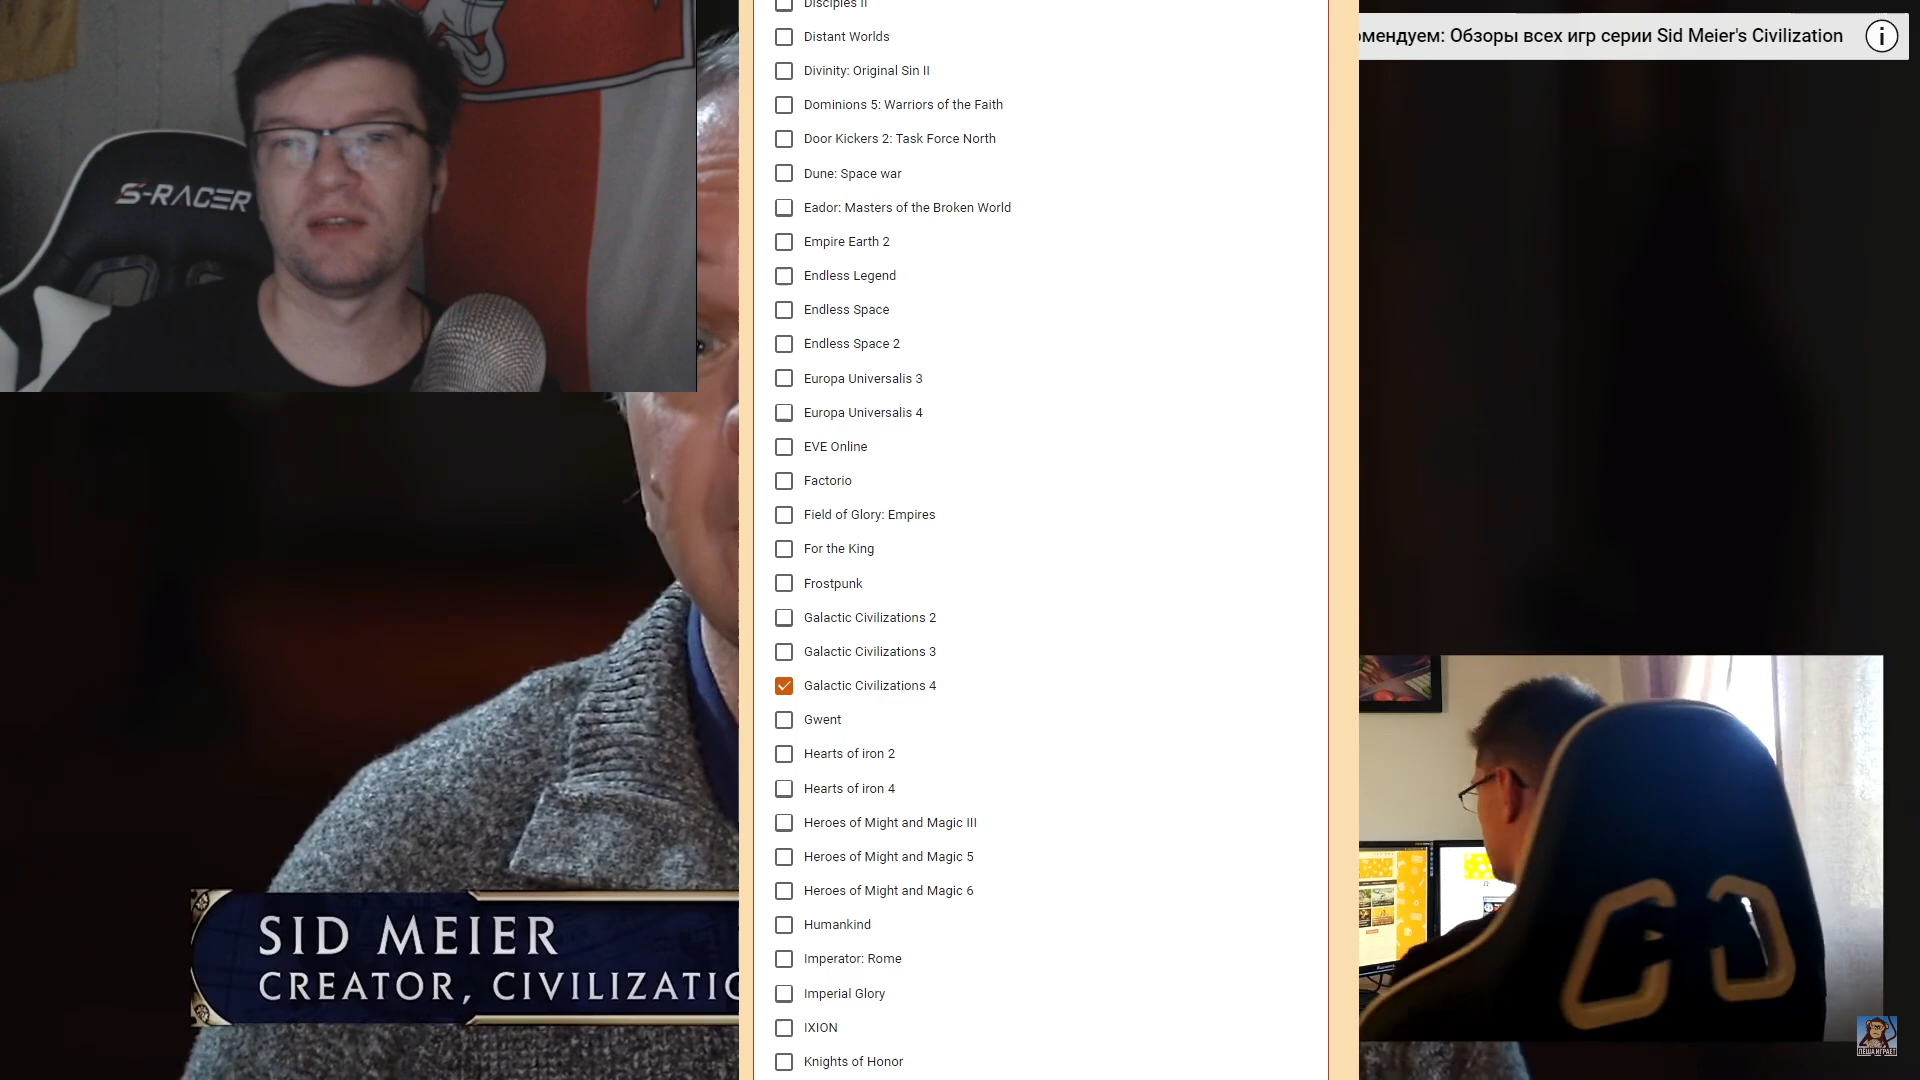 S-RACER
Disciples II
Distant Worlds
Divinity: Original Sin II
Dominions 5: Warriors of the Faith
Door Kickers 2: Task Force North
Dune: Space war
Eador: Masters of the Broken World
Empire Earth 2
Endless Legend
Endless Space
Endless Space 2
Europa Universalis 3
Europa Universalis 4
EVE Online
Factorio
Field of Glory: Empires
For the King
Frostpunk
Galactic Civilizations 2
Galactic Civilizations 3
Galactic Civilizations 4
Gwent
Hearts of iron 2
Hearts of iron 4
Heroes of Might and Magic III
Heroes of Might and Magic 5
Heroes of Might and Magic 6
Humankind
Imperator: Rome
Imperial Glory
IXION
Knights of Honor
омендуем: Обзоры всех игр серии Sid Meier's Civilization
SID MEIER
CREATOR, CIVILIZATIO
ЛЁША ИГРАЕТ